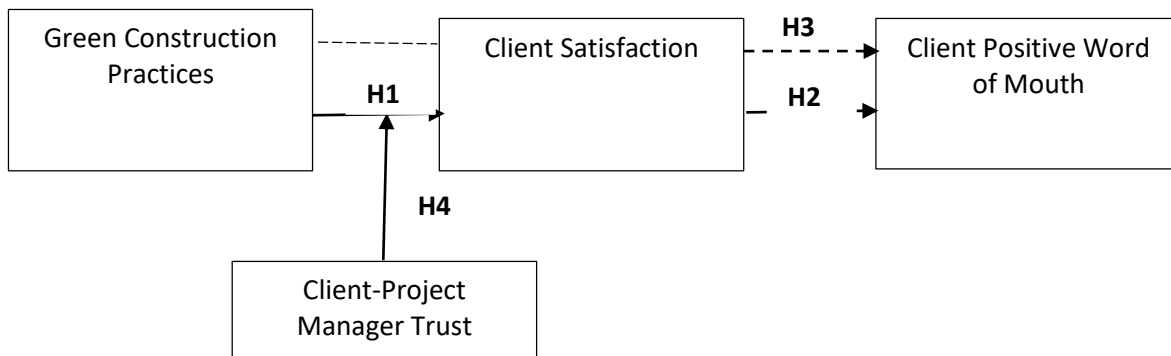 Green Construction
Practices
H1
Client Satisfaction
H3
H2
Client Positive Word
of Mouth
H4
Client-Project
Manager Trust